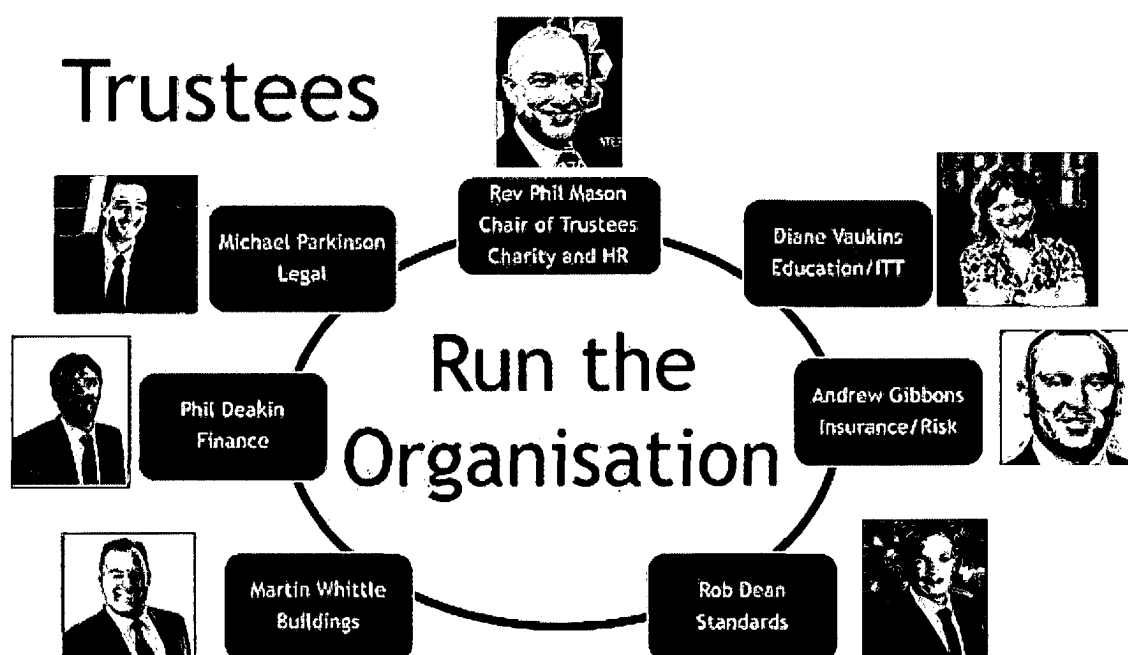 Trustees
Rev Phil Mason
Chair of Trustees
Charity and HR
Michael Parkinson
Legal
Diane Vaukins
Education/ITT
Run the
Organisation
Phil Deakin
Finance
Andrew Gibbons
Insurance/Risk
Martin Whittle
Buildings
Rob Dean
Standards